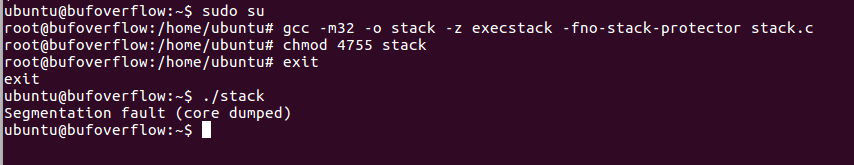 ubuntu@bufoverflow:~$ sudo su
root@bufoverflow:/home/ubuntu# gcc -m32 -o stack -z execstack -fno-stack-protector stack.c
root@bufoverflow:/home/ubuntu# chmod 4755 stack
root@bufoverflow:/home/ubuntu# exit
exit
ubuntu@bufoverflow:~$ ./stack
Segmentation fault (core dumped)
ubuntu@bufoverflow:~$